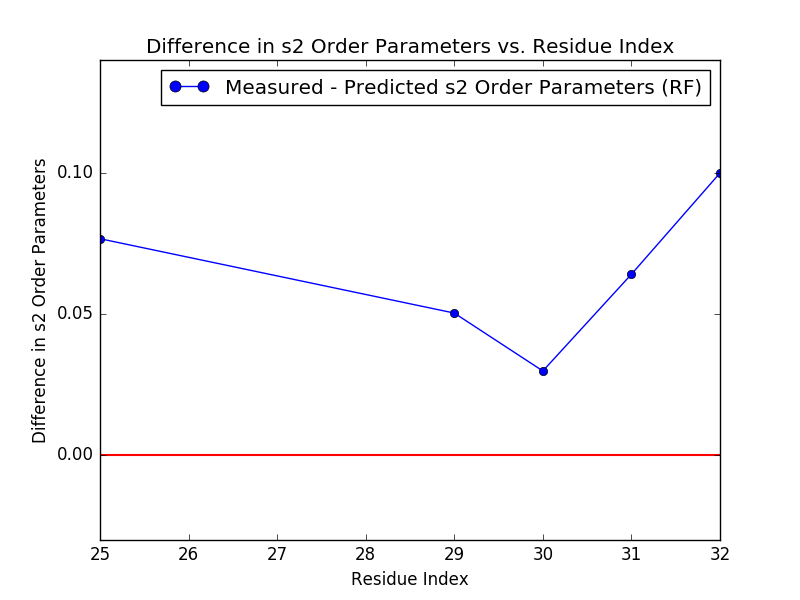 Difference in s2 Order Parameters vs. Residue Index
Measured - Predicted s2 Order Parameters (RF)
Difference in s2 Order Parameters
0.10
0.05
0.00
25 26 27 28 29 30 31 32
Residue Index